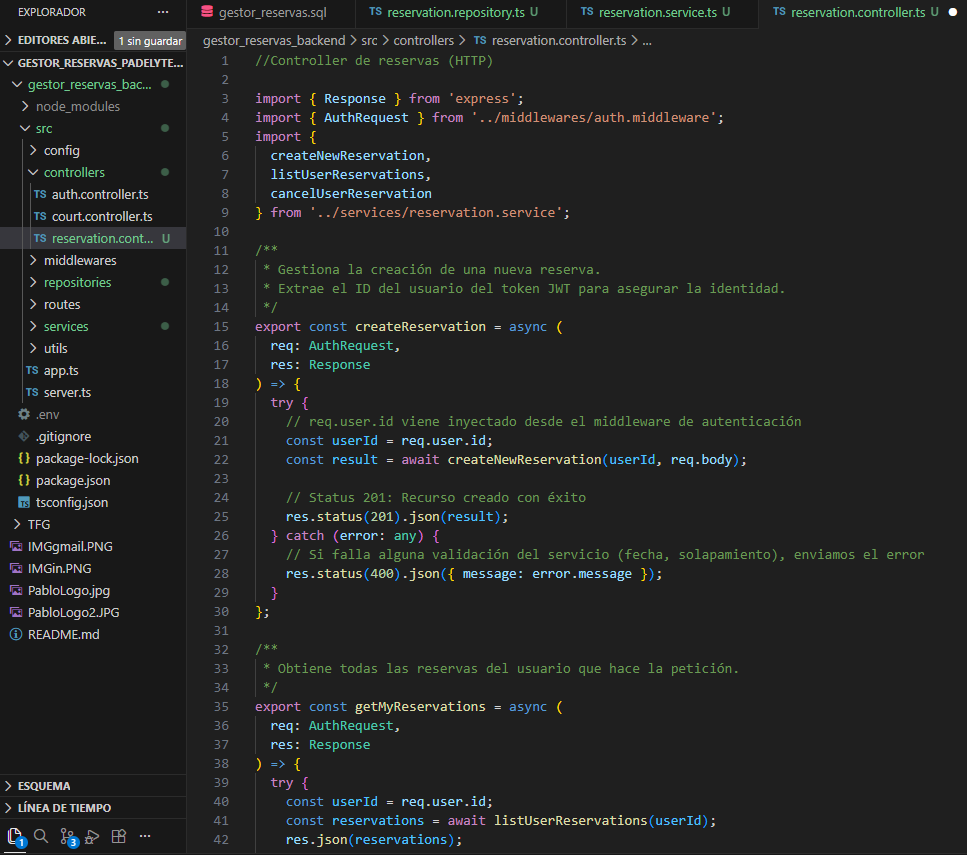 EXPLORADOR ...
EDITORES ABIE... 1 sin guardar
GESTOR_RESERVAS_PADELYTE...
gestor_reservas_bac...
node_modules
src
config
controllers
TS auth.controller.ts
TS court.controller.ts
TS reservation.cont... U
middlewares
repositories
routes
services
utils
TS app.ts
TS server.ts
.env
.gitignore
{} package-lock.json
{} package.json
TS tsconfig.json
TFG
IMGgmail.PNG
IMGin.PNG
PabloLogo.jpg
PabloLogo2.JPG
README.md
ESQUEMA
LÍNEA DE TIEMPO
1 3 ...
gestor_reservas.sql TS reservation.repository.ts U TS reservation.service.ts U TS reservation.controller.ts U
gestor_reservas_backend > src > controllers > TS reservation.controller.ts > ...
1 //Controller de reservas (HTTP)
2
3 import { Response } from 'express';
4 import { AuthRequest } from '../middlewares/auth.middleware';
5 import {
6 createNewReservation,
7 listUserReservations,
8 cancelUserReservation
9 } from '../services/reservation.service';
10
11 /**
12 * Gestiona la creación de una nueva reserva.
13 * Extrae el ID del usuario del token JWT para asegurar la identidad.
14 */
15 export const createReservation = async (
16 req: AuthRequest,
17 res: Response
18 ) => {
19 try {
20 // req.user.id viene inyectado desde el middleware de autenticación
21 const userId = req.user.id;
22 const result = await createNewReservation(userId, req.body);
23
24 // Status 201: Recurso creado con éxito
25 res.status(201).json(result);
26 } catch (error: any) {
27 // Si falla alguna validación del servicio (fecha, solapamiento), enviamos el error
28 res.status(400).json({ message: error.message });
29 }
30 };
31
32 /**
33 * Obtiene todas las reservas del usuario que hace la petición.
34 */
35 export const getMyReservations = async (
36 req: AuthRequest,
37 res: Response
38 ) => {
39 try {
40 const userId = req.user.id;
41 const reservations = await listUserReservations(userId);
42 res.json(reservations);